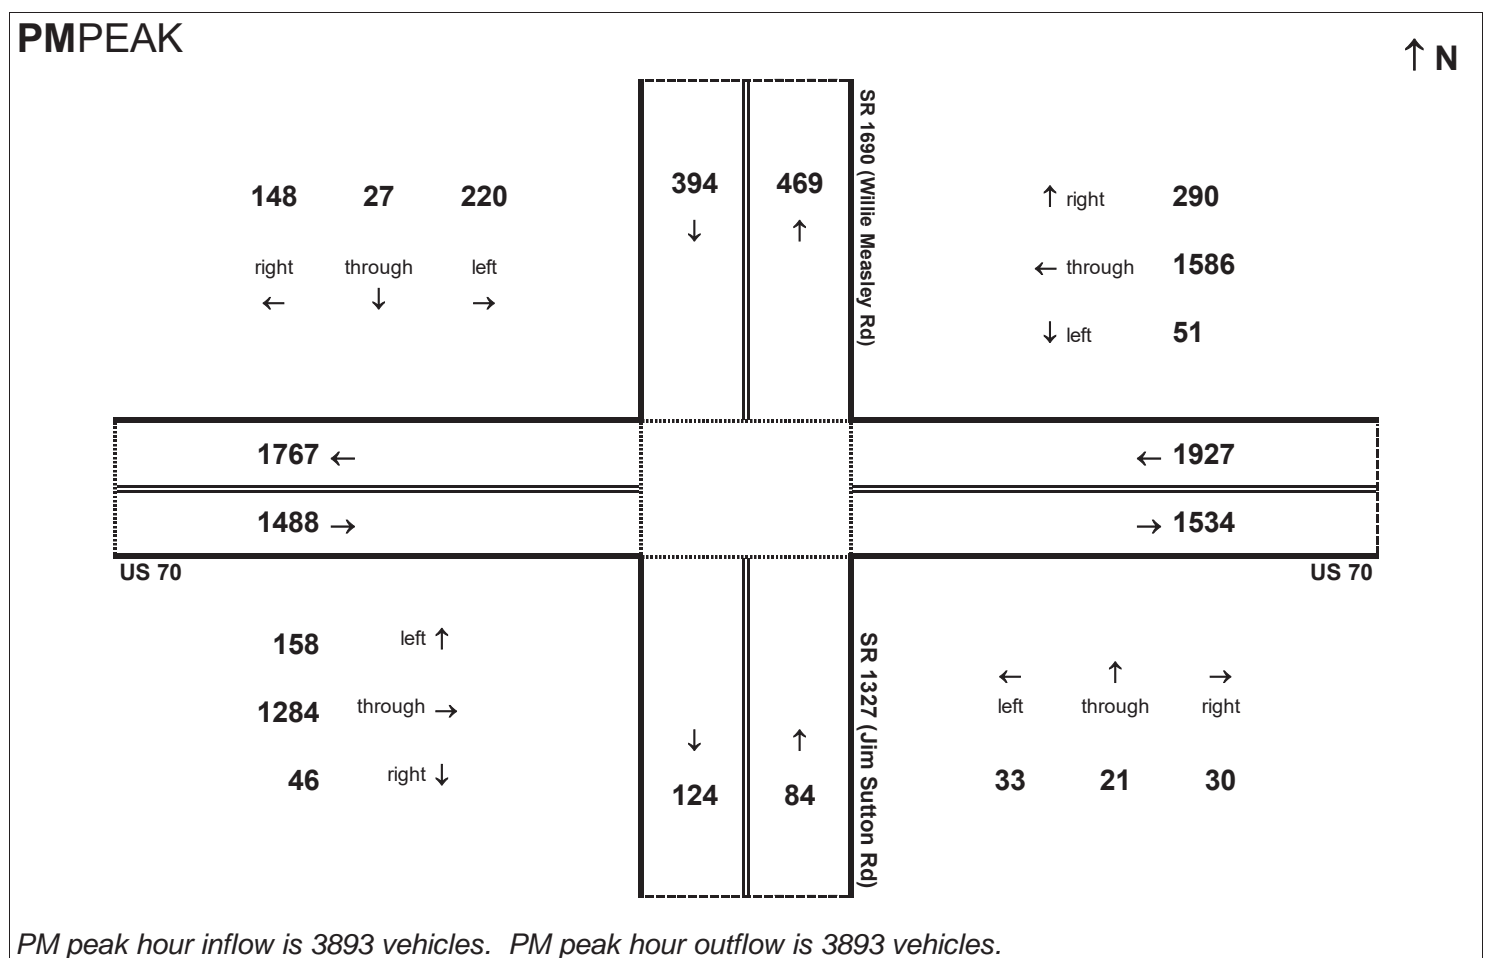 PMPEAK
↑ N
SR 1690 (Willie Measley Rd)
394 469
↓ ↑
148 27 220
right through left
← ↓ →
↑ right 290
← through 1586
↓ left 51
1767 ←
← 1927
1488 →
→ 1534
US 70
US 70
158 left ↑
1284 through →
46 right ↓
↓ ↑
124 84
SR 1327 (Jim Sutton Rd)
← ↑ →
left through right
33 21 30
PM peak hour inflow is 3893 vehicles. PM peak hour outflow is 3893 vehicles.